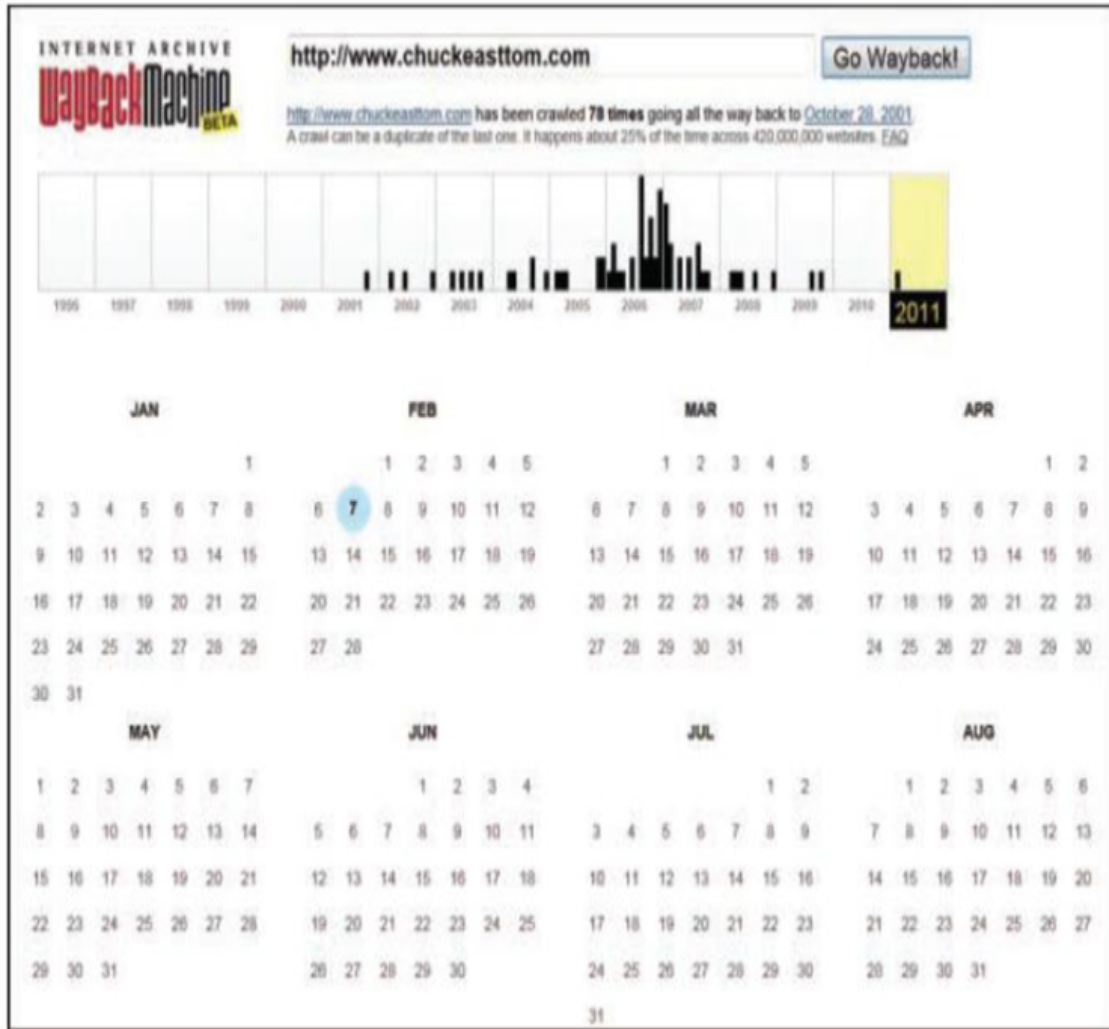 INTERNET ARCHIVE
WayBackMachine
BETA
http://www.chuckeasttom.com
Go Wayback!
http://www.chuckeasttom.com has been crawled 78 times going all the way back to October 28, 2001.
A crawl can be a duplicate of the last one. It happens about 25% of the time across 420,000,000 websites. FAQ
1996 1997 1998 1999 2000 2001 2002 2003 2004 2005 2006 2007 2008 2009 2010 2011
JAN FEB MAR APR
1 1 2 3 4 5 1 2 3 4 5 1 2
2 3 4 5 6 7 8 6 7 8 9 10 11 12 6 7 8 9 10 11 12 3 4 5 6 7 8 9
9 10 11 12 13 14 15 13 14 15 16 17 18 19 13 14 15 16 17 18 19 10 11 12 13 14 15 16
16 17 18 19 20 21 22 20 21 22 23 24 25 26 20 21 22 23 24 25 26 17 18 19 20 21 22 23
23 24 25 26 27 28 29 27 28 27 28 29 30 31 24 25 26 27 28 29 30
30 31
MAY JUN JUL AUG
1 2 3 4 5 6 7 1 2 3 4 1 2 1 2 3 4 5 6
8 9 10 11 12 13 14 5 6 7 8 9 10 11 3 4 5 6 7 8 9 7 8 9 10 11 12 13
15 16 17 18 19 20 21 12 13 14 15 16 17 18 10 11 12 13 14 15 16 14 15 16 17 18 19 20
22 23 24 25 26 27 28 19 20 21 22 23 24 25 17 18 19 20 21 22 23 21 22 23 24 25 26 27
29 30 31 26 27 28 29 30 24 25 26 27 28 29 30 28 29 30 31
31